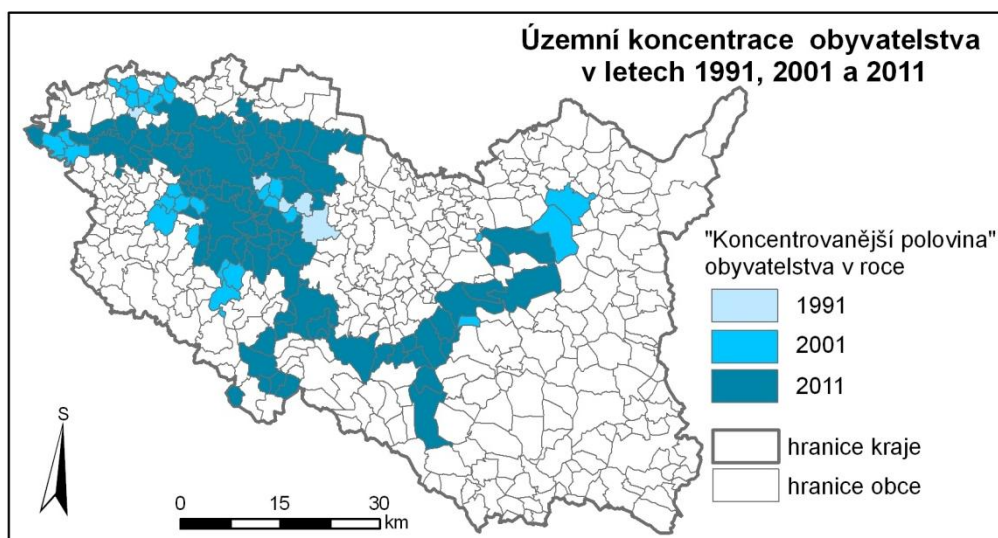 Územní koncentrace obyvatelstva
v letech 1991, 2001 a 2011
"Koncentrovanější polovina"
obyvatelstva v roce
1991
2001
2011
hranice kraje
hranice obce
S
0 15 30
km